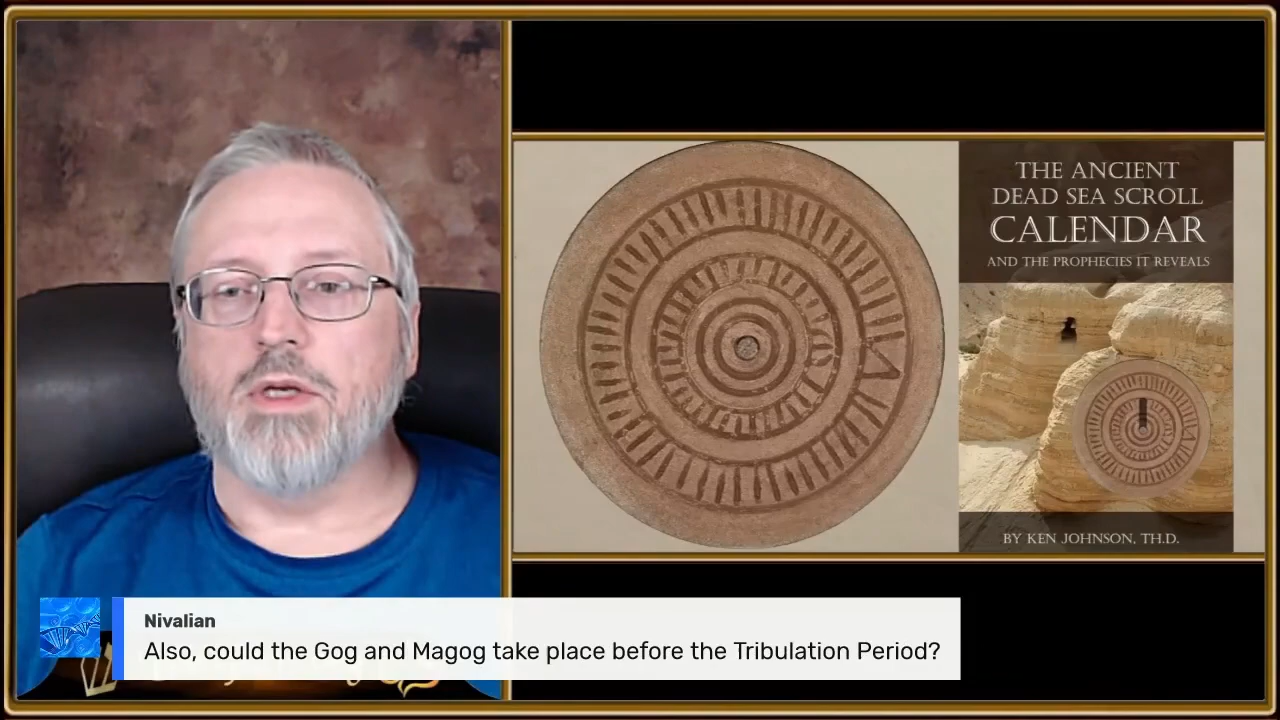 THE ANCIENT
DEAD SEA SCROLL
CALENDAR
AND THE PROPHECIES IT REVEALS
BY KEN JOHNSON, TH.D.
Nivalian
Also, could the Gog and Magog take place before the Tribulation Period?